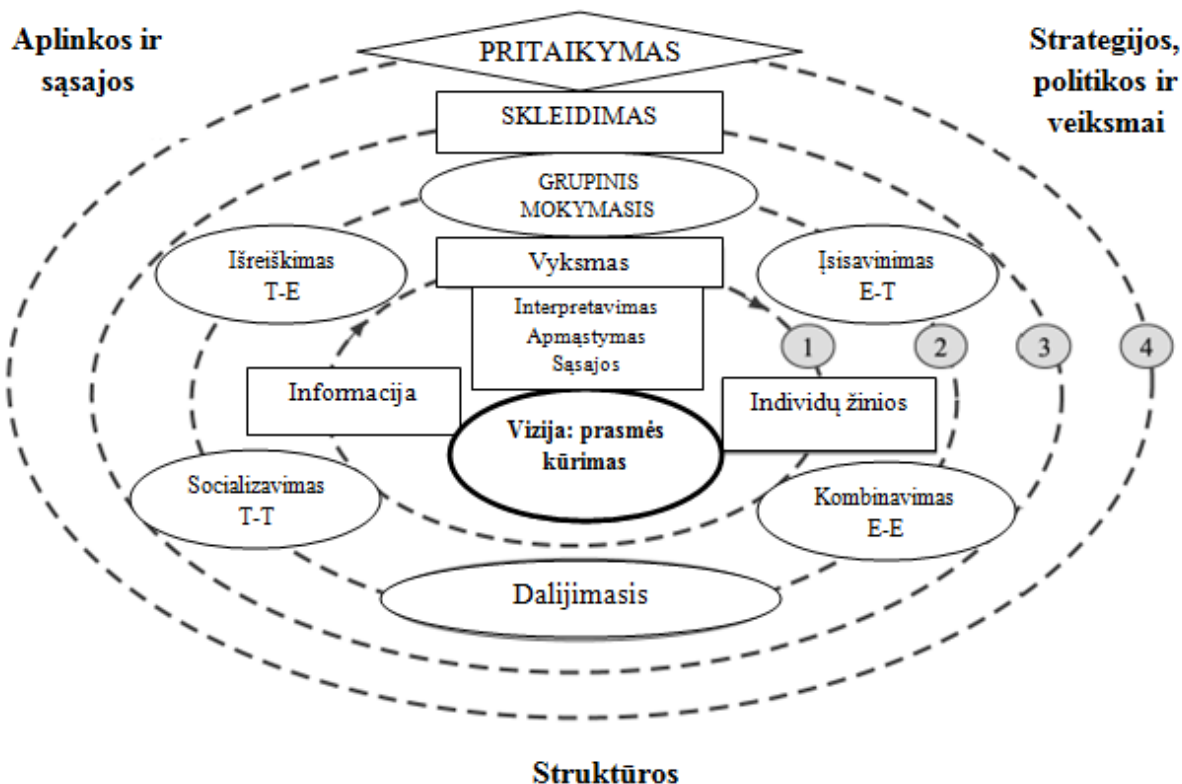 Aplinkos ir
sąsajos
PRITAIKYMAS
Strategijos,
politikos ir
veiksmai
SKLEIDIMAS
GRUPINIS
MOKYMASIS
Išreiškimas
T-E
Vyksmas
Įsisavinimas
E-T
Interpretavimas
Apmąstymas
Sąsajos
1
2
3
4
Informacija
Individų žinios
Vizija: prasmės
kūrimas
Socializavimas
T-T
Kombinavimas
E-E
Dalijimasis
Struktūros